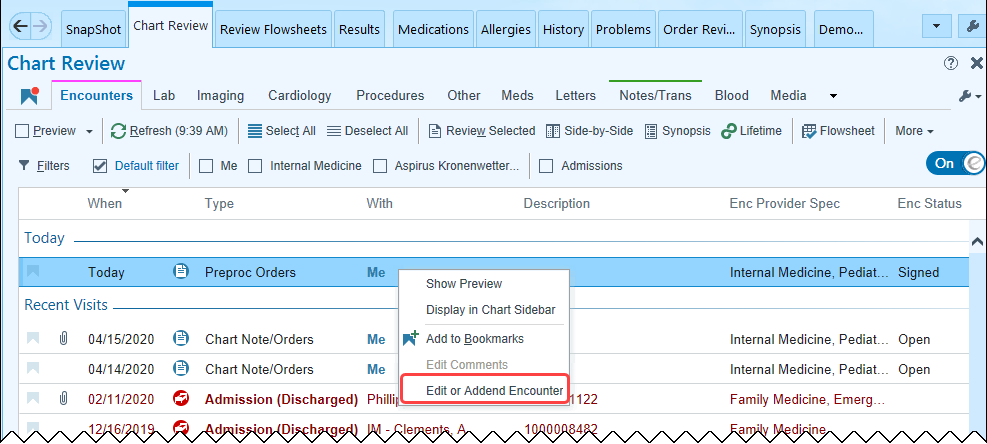 SnapShot Chart Review Review Flowsheets Results Medications Allergies History Problems Order Revi... Synopsis Demo...
Chart Review
Encounters Lab Imaging Cardiology Procedures Other Meds Letters Notes/Trans Blood Media
Preview Refresh (9:39 AM) Select All Deselect All Review Selected Side-by-Side Synopsis Lifetime Flowsheet More
Filters Default filter Me Internal Medicine Aspirus Kronenwetter... Admissions On
When Type With Description Enc Provider Spec Enc Status
Today
Today Preproc Orders Me Internal Medicine, Pediat... Signed
Show Preview
Recent Visits
Display in Chart Sidebar
04/15/2020 Chart Note/Orders Me Add to Bookmarks Internal Medicine, Pediat... Open
04/14/2020 Chart Note/Orders Me Edit Comments Internal Medicine, Pediat... Open
Edit or Addend Encounter
02/11/2020 Admission (Discharged) 1122 Family Medicine, Emerg...
12/16/2019 Admission (Discharged) IM - Clements, A 1000008482 Family Medicine